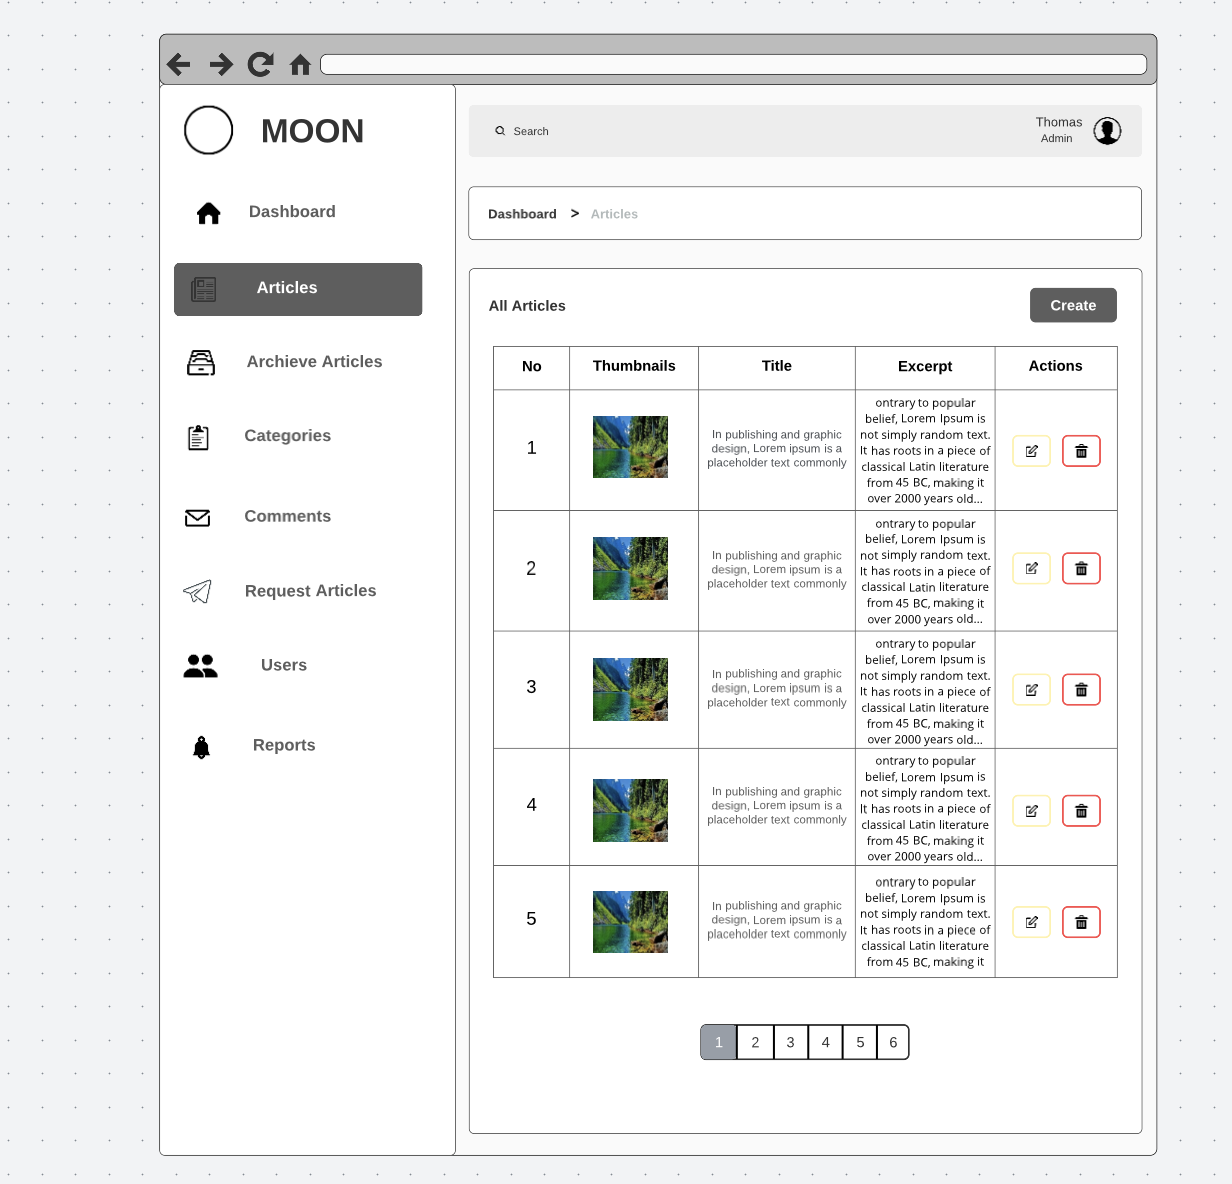 MOON
Dashboard
Articles
Archieve Articles
Categories
Comments
Request Articles
Users
Reports
Search
Thomas
Admin
Dashboard > Articles
All Articles
Create
No Thumbnails Title Excerpt Actions
1
In publishing and graphic
design, Lorem ipsum is a
placeholder text commonly
ontrary to popular
belief, Lorem Ipsum is
not simply random text.
It has roots in a piece of
classical Latin literature
from 45 BC, making it
over 2000 years old...
2
In publishing and graphic
design, Lorem ipsum is a
placeholder text commonly
ontrary to popular
belief, Lorem Ipsum is
not simply random text.
It has roots in a piece of
classical Latin literature
from 45 BC, making it
over 2000 years old...
3
In publishing and graphic
design, Lorem ipsum is a
placeholder text commonly
ontrary to popular
belief, Lorem Ipsum is
not simply random text.
It has roots in a piece of
classical Latin literature
from 45 BC, making it
over 2000 years old...
4
In publishing and graphic
design, Lorem ipsum is a
placeholder text commonly
ontrary to popular
belief, Lorem Ipsum is
not simply random text.
It has roots in a piece of
classical Latin literature
from 45 BC, making it
over 2000 years old...
5
In publishing and graphic
design, Lorem ipsum is a
placeholder text commonly
ontrary to popular
belief, Lorem Ipsum is
not simply random text.
It has roots in a piece of
classical Latin literature
from 45 BC, making it
1 2 3 4 5 6